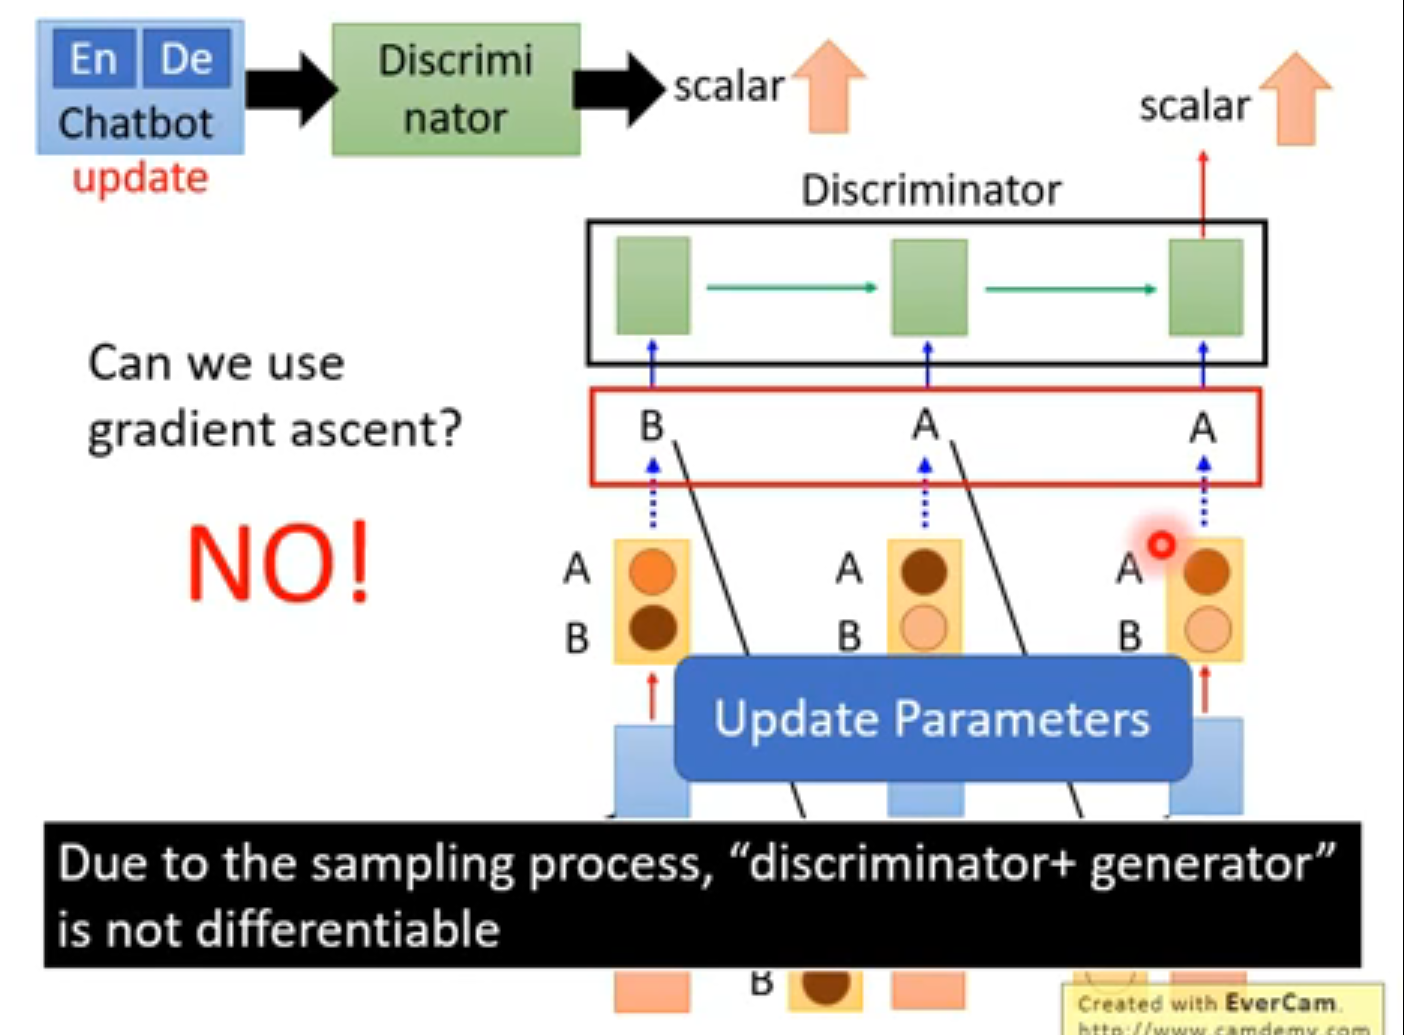 En De
Chatbot
update
Discrimi
nator
scalar
scalar
Discriminator
Can we use
gradient ascent?
NO!
B A A
A A A
B B B
Update Parameters
Due to the sampling process, “discriminator+ generator”
is not differentiable
B
Created with EverCam.
http://www.camdemy.com